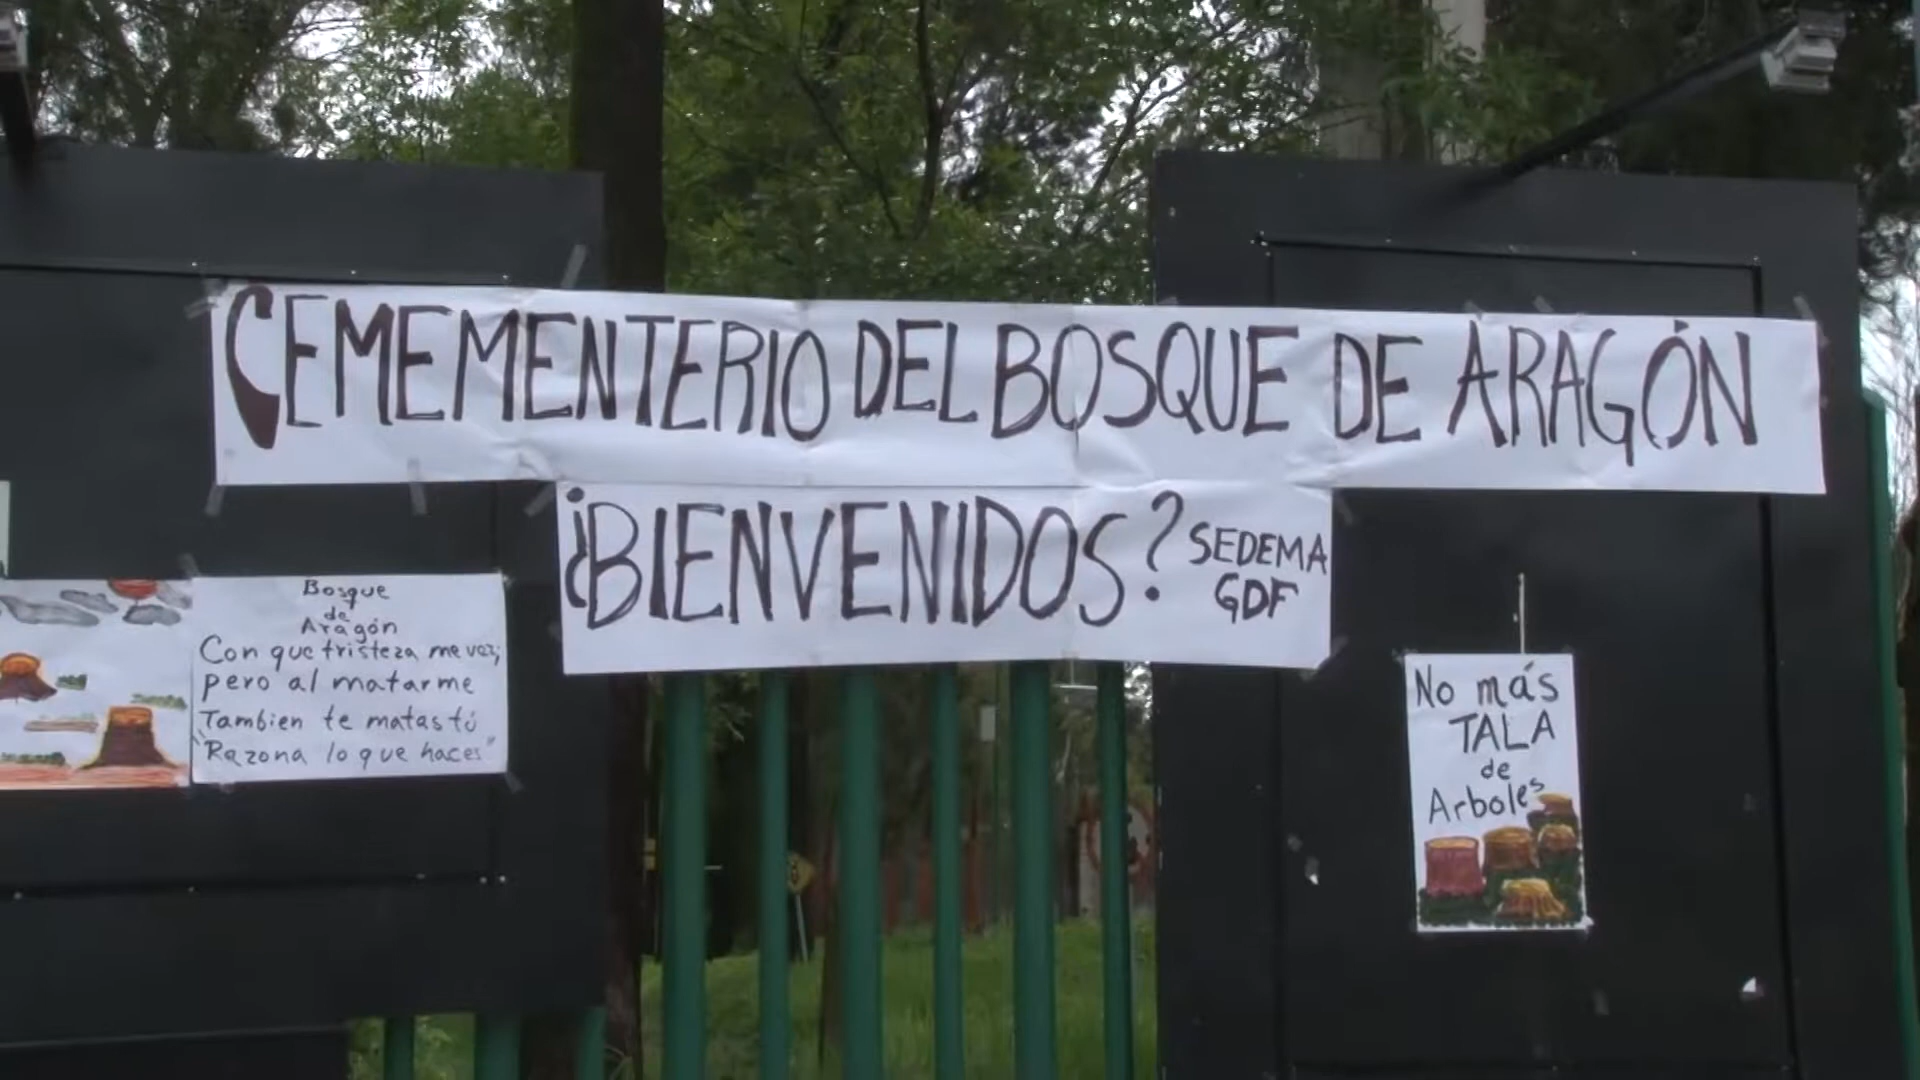 CEMEMENTERIO DEL BOSQUE DE ARAGÓN
¿BIENVENIDOS? SEDEMA
GDF
Bosque
de
Aragón
Con que tristeza me vez;
pero al matarme
Tambien te matas tú
"Razona lo que haces"
No más
TALA
de
Arboles